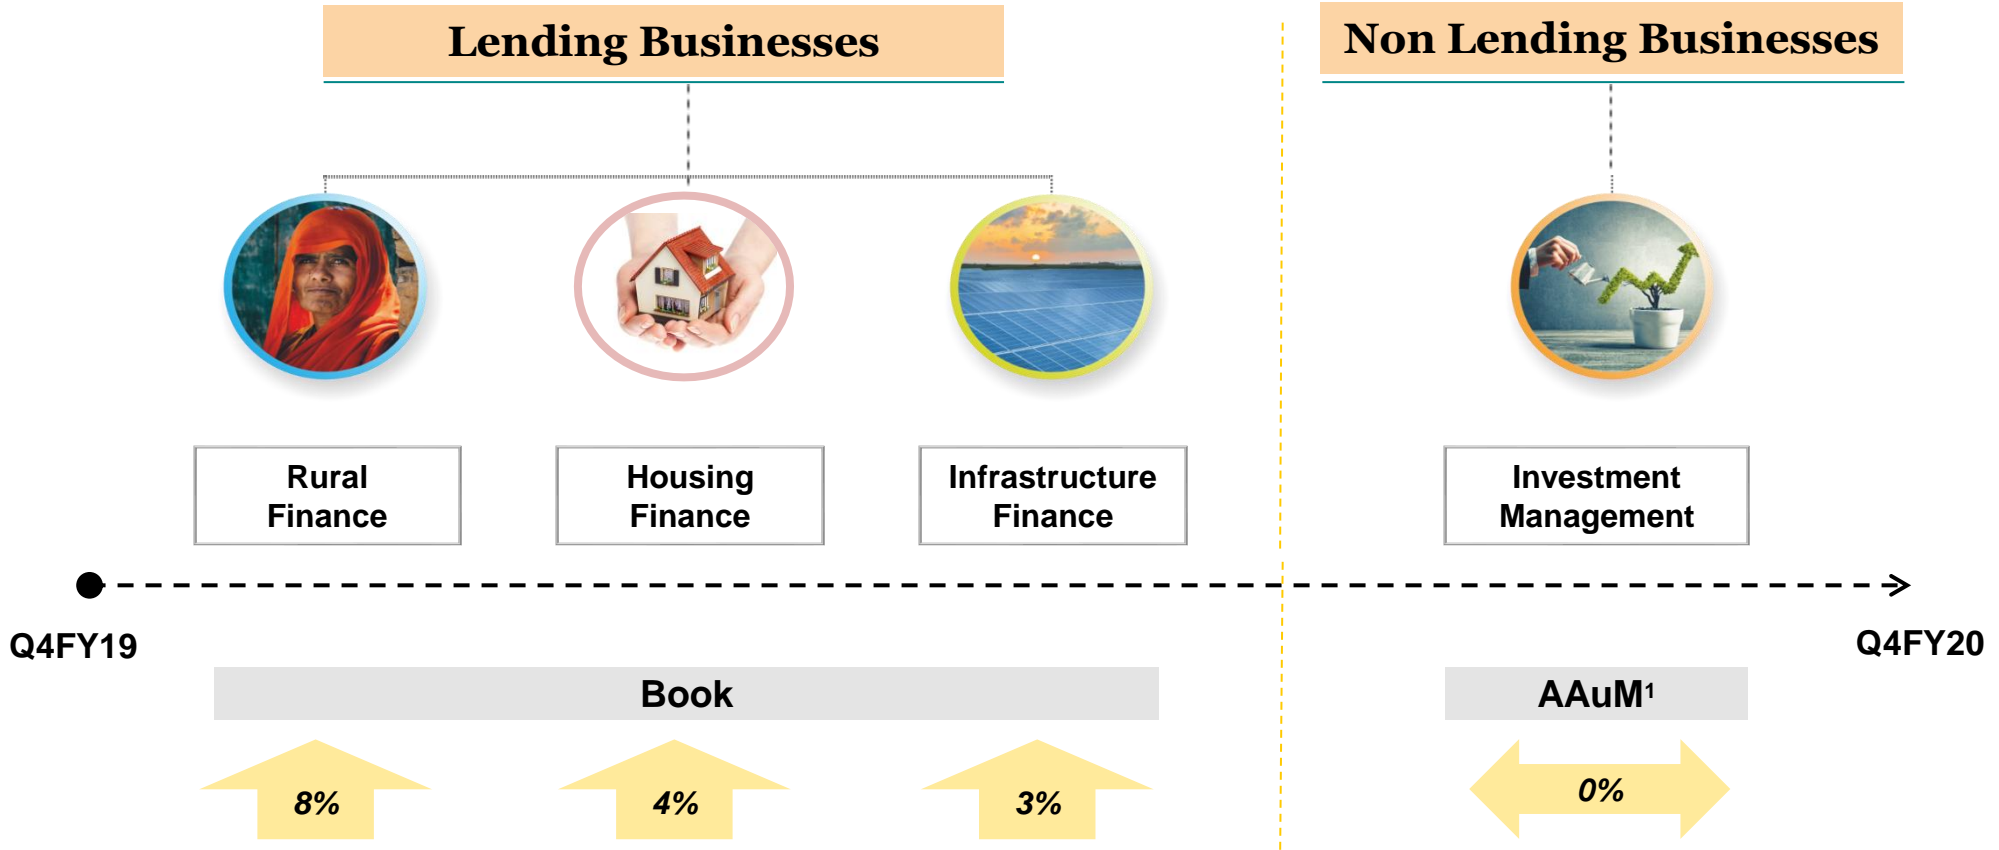 Lending Businesses
Non Lending Businesses
Rural
Finance
Housing
Finance
Infrastructure
Finance
Investment
Management
Q4FY19
Q4FY20
Book
AAuM¹
8%
4%
3%
0%